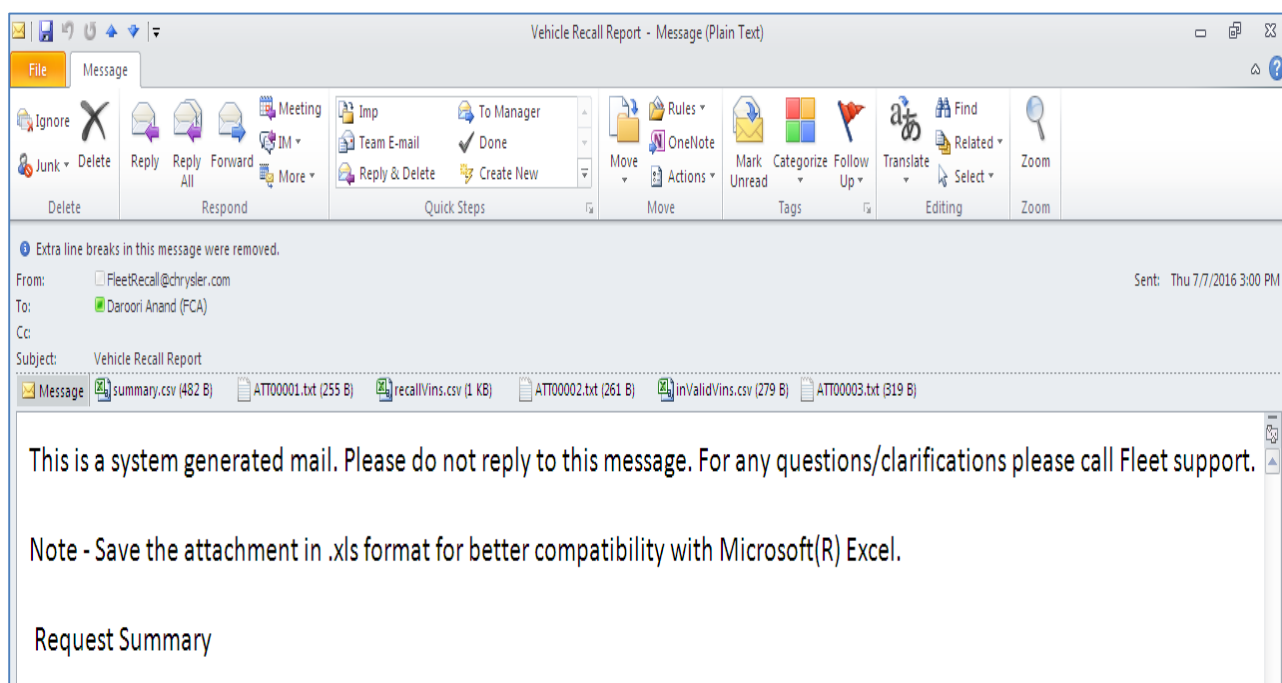 Vehicle Recall Report - Message (Plain Text)
File Message
Ignore
Junk
Delete
Reply
Reply All
Forward
Meeting
IM
More
Imp
Team E-mail
Reply & Delete
To Manager
Done
Create New
Move
Rules
OneNote
Actions
Mark Unread
Categorize
Follow Up
Translate
Find
Related
Select
Zoom
Delete Respond Quick Steps Move Tags Editing Zoom
Extra line breaks in this message were removed.
From: FleetRecall@chrysler.com Sent: Thu 7/7/2016 3:00 PM
To: Daroori Anand (FCA)
Cc:
Subject: Vehicle Recall Report
Message summary.csv (482 B) ATT00001.txt (255 B) recallVins.csv (1 KB) ATT00002.txt (261 B) inValidVins.csv (279 B) ATT00003.txt (319 B)
This is a system generated mail. Please do not reply to this message. For any questions/clarifications please call Fleet support.
Note - Save the attachment in .xls format for better compatibility with Microsoft(R) Excel.
Request Summary